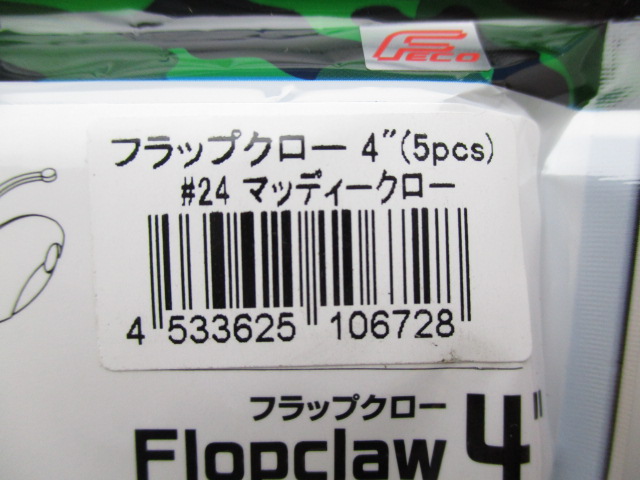 FECO
フラップクロー 4"(5pcs)
#24 マッディークロー
4 533625 106728
フラップクロー
Flopclaw 4"